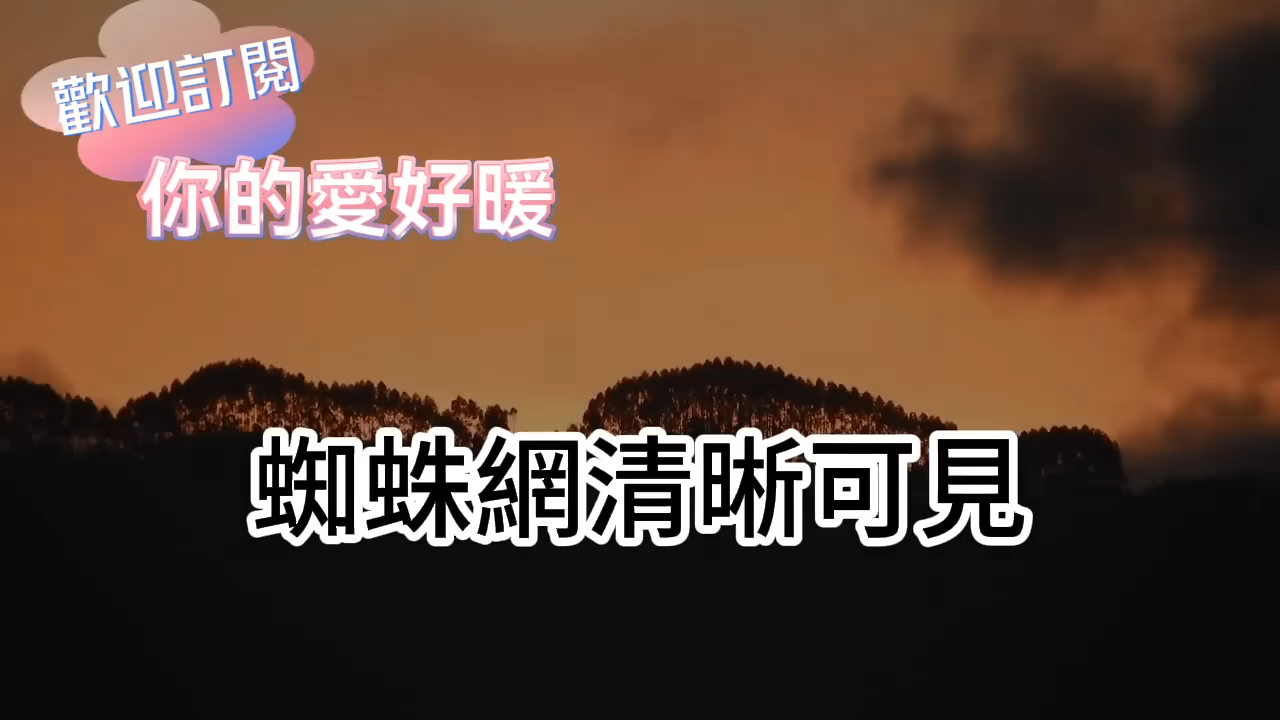 歡迎訂閱
你的愛好暖
蜘蛛網清晰可見